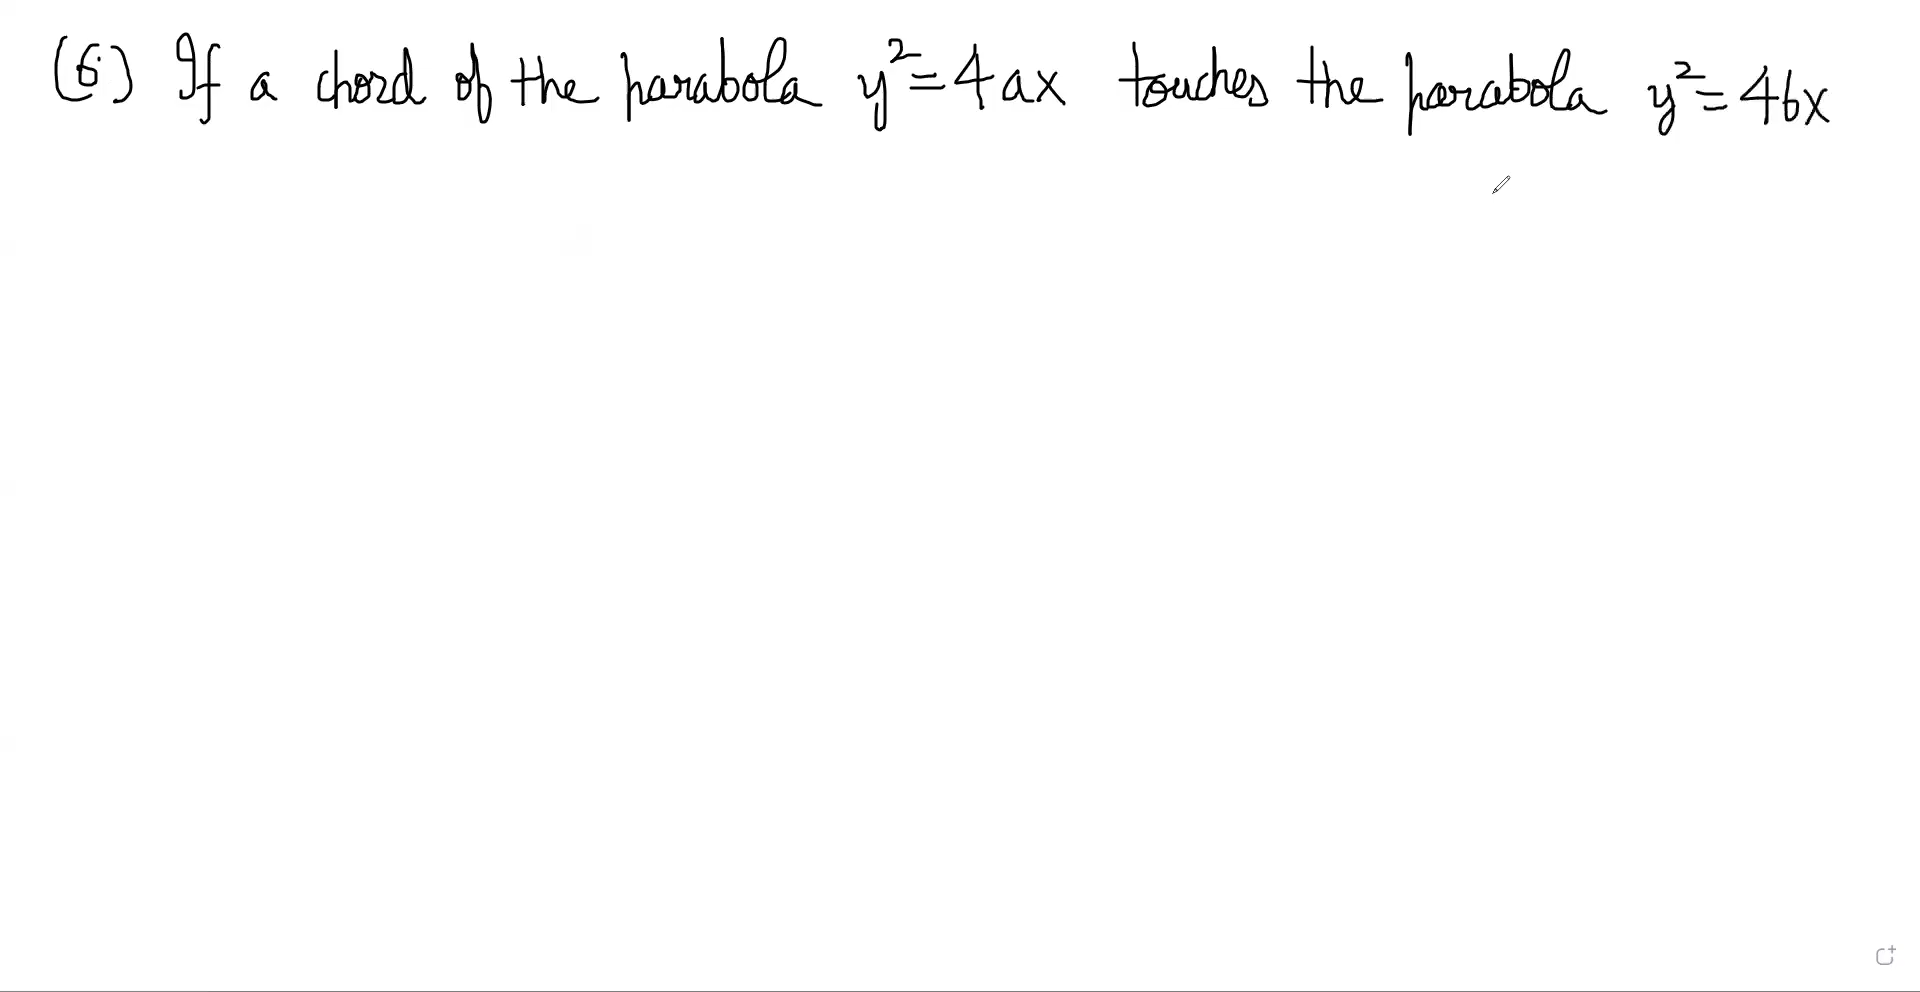 (6) If a chord of the parabola y²=4ax touches the parabola y²=4bx